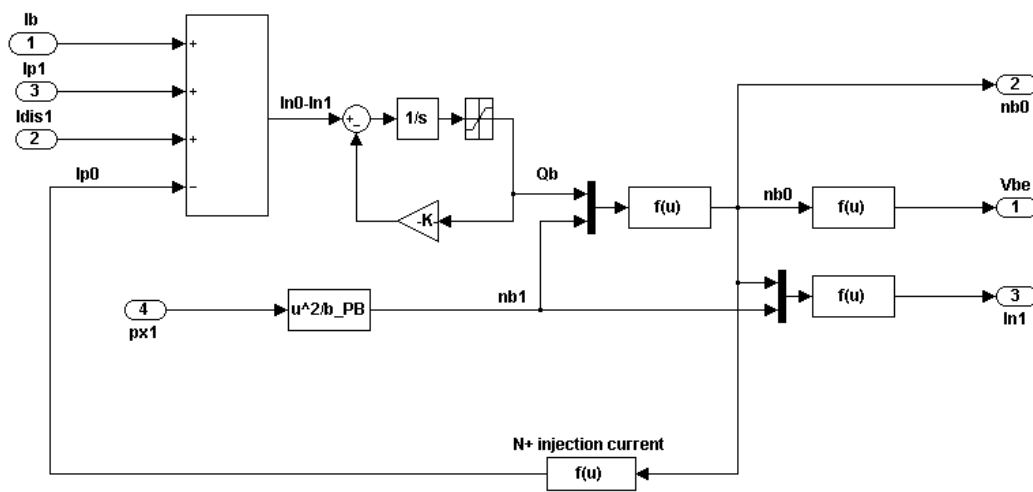 Ib
1
Ip1
3
Idis1
2
Ip0
+
+
+
−
In0-In1
+
−
1/s
-K-
Qb
f(u)
nb0
f(u)
2
nb0
Vbe
1
4
px1
u^2/b_PB
nb1
f(u)
3
In1
N+ injection current
f(u)